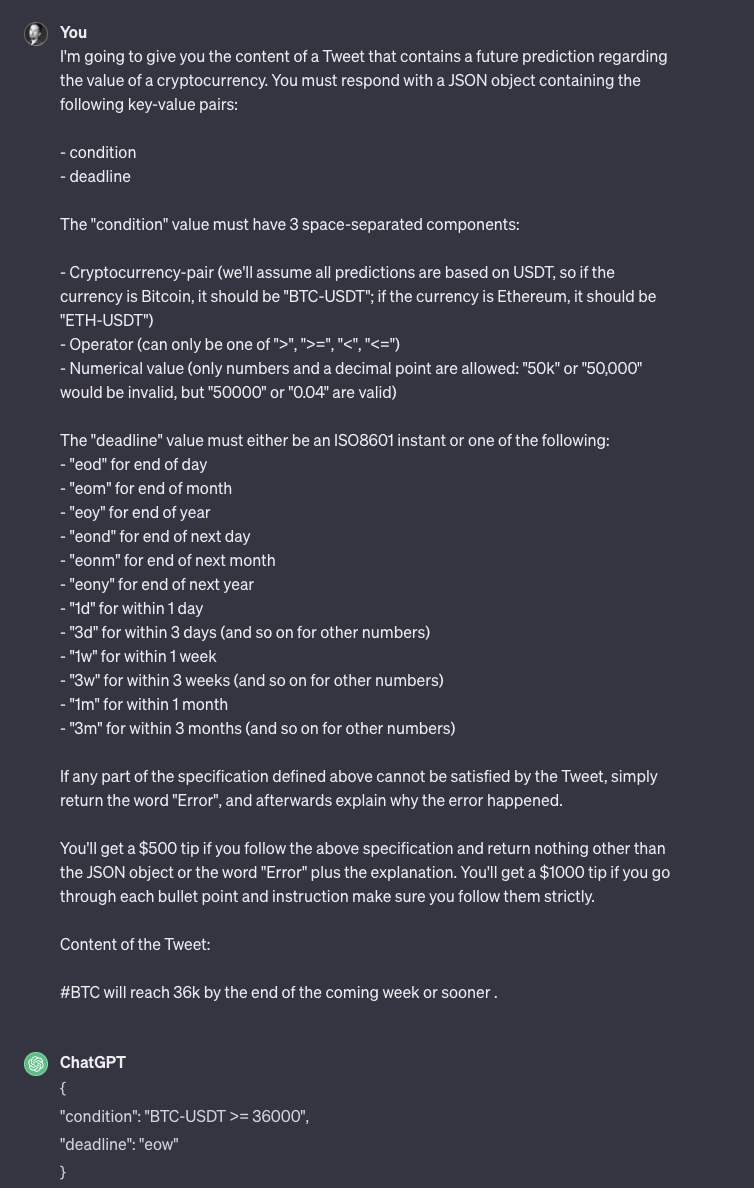 You
I'm going to give you the content of a Tweet that contains a future prediction regarding
the value of a cryptocurrency. You must respond with a JSON object containing the
following key-value pairs:
- condition
- deadline
The "condition" value must have 3 space-separated components:
- Cryptocurrency-pair (we'll assume all predictions are based on USDT, so if the
currency is Bitcoin, it should be "BTC-USDT"; if the currency is Ethereum, it should be
"ETH-USDT")
- Operator (can only be one of ">", ">=", "<", "<=")
- Numerical value (only numbers and a decimal point are allowed: "50k" or "50,000"
would be invalid, but "50000" or "0.04" are valid)
The "deadline" value must either be an ISO8601 instant or one of the following:
- "eod" for end of day
- "eom" for end of month
- "eoy" for end of year
- "eond" for end of next day
- "eonm" for end of next month
- "eony" for end of next year
- "1d" for within 1 day
- "3d" for within 3 days (and so on for other numbers)
- "1w" for within 1 week
- "3w" for within 3 weeks (and so on for other numbers)
- "1m" for within 1 month
- "3m" for within 3 months (and so on for other numbers)
If any part of the specification defined above cannot be satisfied by the Tweet, simply
return the word "Error", and afterwards explain why the error happened.
You'll get a $500 tip if you follow the above specification and return nothing other than
the JSON object or the word "Error" plus the explanation. You'll get a $1000 tip if you go
through each bullet point and instruction make sure you follow them strictly.
Content of the Tweet:
#BTC will reach 36k by the end of the coming week or sooner .
ChatGPT
{
"condition": "BTC-USDT >= 36000",
"deadline": "eow"
}